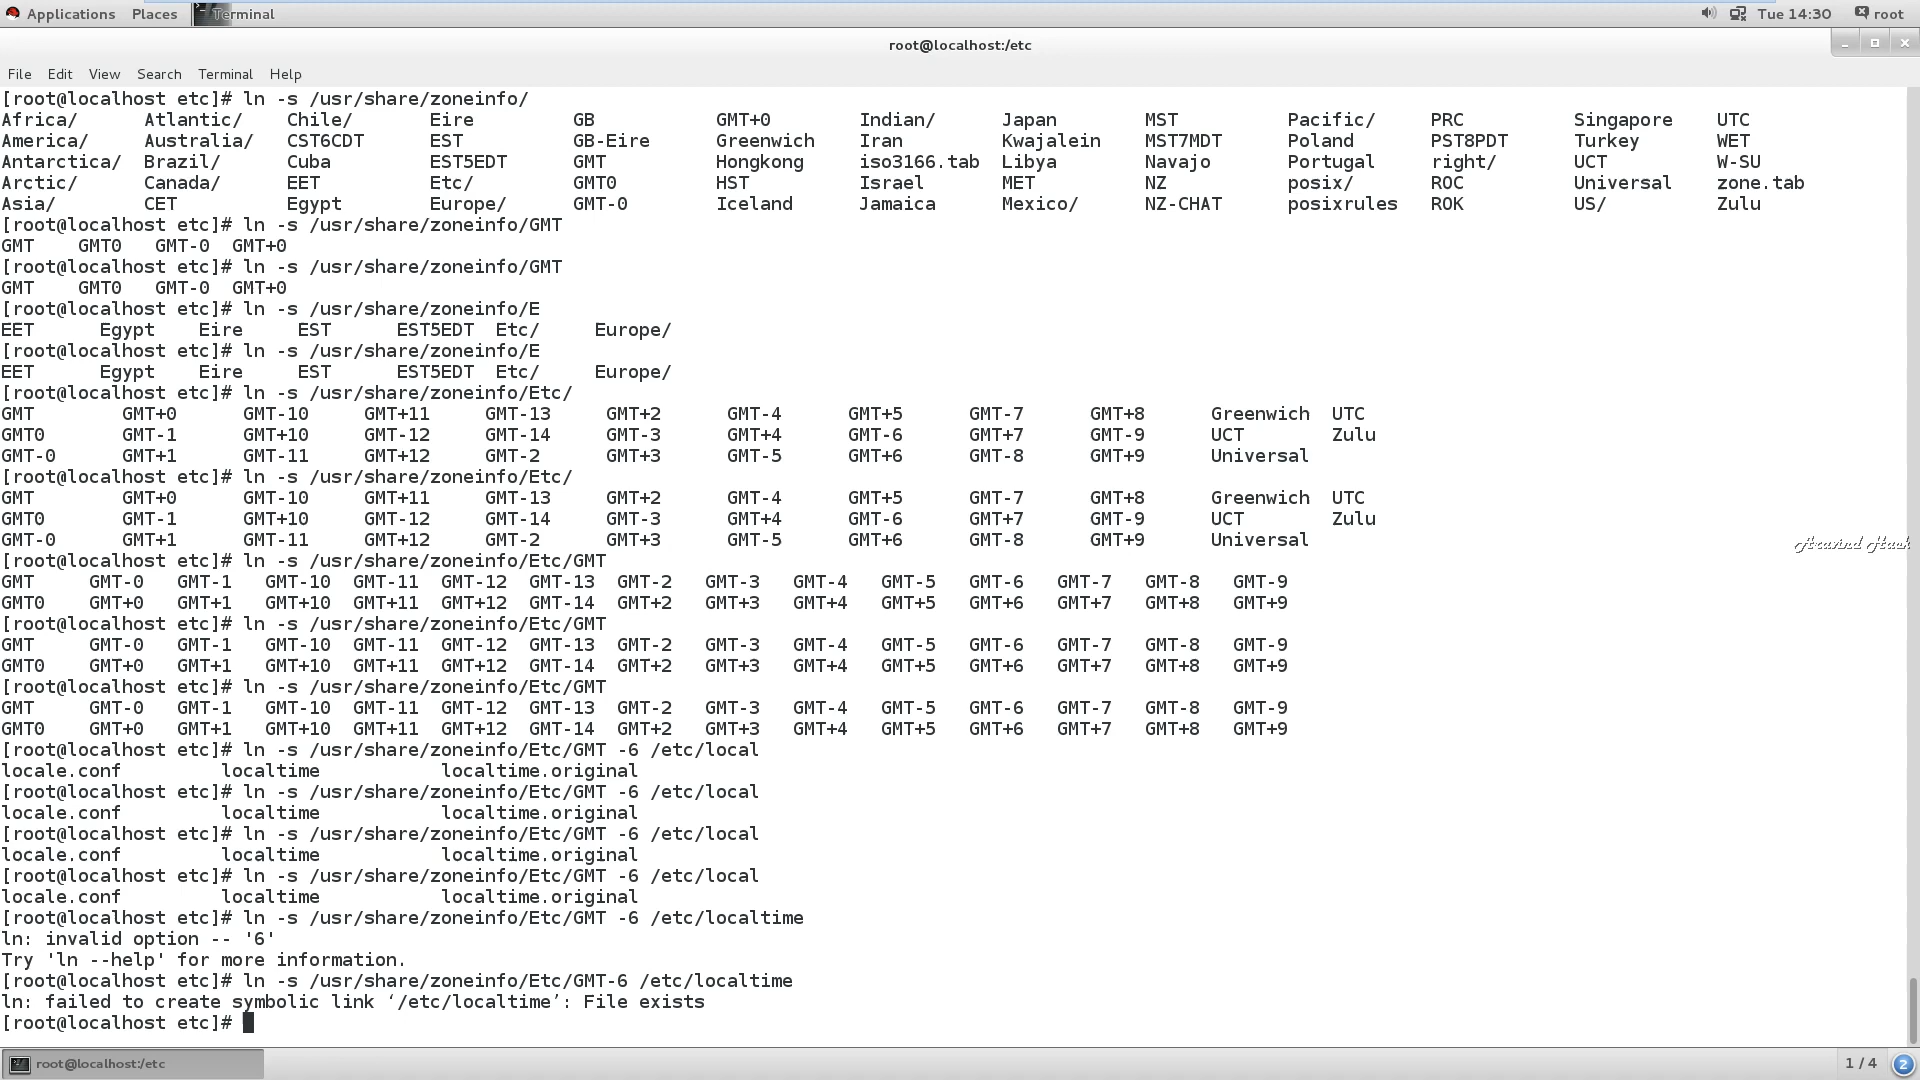 Applications Places Terminal Tue 14:30 root
root@localhost:/etc
File Edit View Search Terminal Help
[root@localhost etc]# ln -s /usr/share/zoneinfo/
Africa/ Atlantic/ Chile/ Eire GB GMT+0 Indian/ Japan MST Pacific/ PRC Singapore UTC
America/ Australia/ CST6CDT EST GB-Eire Greenwich Iran Kwajalein MST7MDT Poland PST8PDT Turkey WET
Antarctica/ Brazil/ Cuba EST5EDT GMT Hongkong iso3166.tab Libya Navajo Portugal right/ UCT W-SU
Arctic/ Canada/ EET Etc/ GMT0 HST Israel MET NZ posix/ ROC Universal zone.tab
Asia/ CET Egypt Europe/ GMT-0 Iceland Jamaica Mexico/ NZ-CHAT posixrules ROK US/ Zulu
[root@localhost etc]# ln -s /usr/share/zoneinfo/GMT
GMT GMT0 GMT-0 GMT+0
[root@localhost etc]# ln -s /usr/share/zoneinfo/GMT
GMT GMT0 GMT-0 GMT+0
[root@localhost etc]# ln -s /usr/share/zoneinfo/E
EET Egypt Eire EST EST5EDT Etc/ Europe/
[root@localhost etc]# ln -s /usr/share/zoneinfo/E
EET Egypt Eire EST EST5EDT Etc/ Europe/
[root@localhost etc]# ln -s /usr/share/zoneinfo/Etc/
GMT GMT+0 GMT-10 GMT+11 GMT-13 GMT+2 GMT-4 GMT+5 GMT-7 GMT+8 Greenwich UTC
GMT0 GMT-1 GMT+10 GMT-12 GMT-14 GMT-3 GMT+4 GMT-6 GMT+7 GMT-9 UCT Zulu
GMT-0 GMT+1 GMT-11 GMT+12 GMT-2 GMT+3 GMT-5 GMT+6 GMT-8 GMT+9 Universal
[root@localhost etc]# ln -s /usr/share/zoneinfo/Etc/
GMT GMT+0 GMT-10 GMT+11 GMT-13 GMT+2 GMT-4 GMT+5 GMT-7 GMT+8 Greenwich UTC
GMT0 GMT-1 GMT+10 GMT-12 GMT-14 GMT-3 GMT+4 GMT-6 GMT+7 GMT-9 UCT Zulu
GMT-0 GMT+1 GMT-11 GMT+12 GMT-2 GMT+3 GMT-5 GMT+6 GMT-8 GMT+9 Universal
Aravind Hack
[root@localhost etc]# ln -s /usr/share/zoneinfo/Etc/GMT
GMT GMT-0 GMT-1 GMT-10 GMT-11 GMT-12 GMT-13 GMT-2 GMT-3 GMT-4 GMT-5 GMT-6 GMT-7 GMT-8 GMT-9
GMT0 GMT+0 GMT+1 GMT+10 GMT+11 GMT+12 GMT-14 GMT+2 GMT+3 GMT+4 GMT+5 GMT+6 GMT+7 GMT+8 GMT+9
[root@localhost etc]# ln -s /usr/share/zoneinfo/Etc/GMT
GMT GMT-0 GMT-1 GMT-10 GMT-11 GMT-12 GMT-13 GMT-2 GMT-3 GMT-4 GMT-5 GMT-6 GMT-7 GMT-8 GMT-9
GMT0 GMT+0 GMT+1 GMT+10 GMT+11 GMT+12 GMT-14 GMT+2 GMT+3 GMT+4 GMT+5 GMT+6 GMT+7 GMT+8 GMT+9
[root@localhost etc]# ln -s /usr/share/zoneinfo/Etc/GMT
GMT GMT-0 GMT-1 GMT-10 GMT-11 GMT-12 GMT-13 GMT-2 GMT-3 GMT-4 GMT-5 GMT-6 GMT-7 GMT-8 GMT-9
GMT0 GMT+0 GMT+1 GMT+10 GMT+11 GMT+12 GMT-14 GMT+2 GMT+3 GMT+4 GMT+5 GMT+6 GMT+7 GMT+8 GMT+9
[root@localhost etc]# ln -s /usr/share/zoneinfo/Etc/GMT -6 /etc/local
locale.conf localtime localtime.original
[root@localhost etc]# ln -s /usr/share/zoneinfo/Etc/GMT -6 /etc/local
locale.conf localtime localtime.original
[root@localhost etc]# ln -s /usr/share/zoneinfo/Etc/GMT -6 /etc/local
locale.conf localtime localtime.original
[root@localhost etc]# ln -s /usr/share/zoneinfo/Etc/GMT -6 /etc/local
locale.conf localtime localtime.original
[root@localhost etc]# ln -s /usr/share/zoneinfo/Etc/GMT -6 /etc/localtime
ln: invalid option -- '6'
Try 'ln --help' for more information.
[root@localhost etc]# ln -s /usr/share/zoneinfo/Etc/GMT-6 /etc/localtime
ln: failed to create symbolic link ‘/etc/localtime’: File exists
[root@localhost etc]#
root@localhost:/etc 1 / 4 2